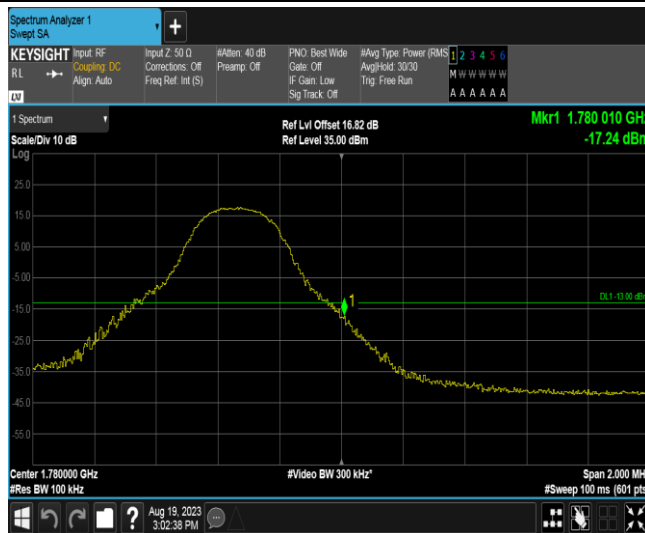 Spectrum Analyzer 1
Swept SA
+
KEYSIGHT
RL
LXI
Input: RF
Coupling: DC
Align: Auto
Input Z: 50 Ω
Corrections: Off
Freq Ref: Int (S)
#Atten: 40 dB
Preamp: Off
PNO: Best Wide
Gate: Off
IF Gain: Low
Sig Track: Off
#Avg Type: Power (RMS
Avg|Hold: 30/30
Trig: Free Run
1 2 3 4 5 6
M W W W W W
A A A A A A
1 Spectrum
Scale/Div 10 dB
Ref Lvl Offset 16.82 dB
Ref Level 35.00 dBm
Mkr1 1.780 010 GHz
-17.24 dBm
Log
25.0
15.0
5.00
-5.00
-15.0
-25.0
-35.0
-45.0
-55.0
1
DL1 -13.00 dBm
Center 1.780000 GHz
#Res BW 100 kHz
#Video BW 300 kHz*
Span 2.000 MH
#Sweep 100 ms (601 pts
?
Aug 19, 2023
3:02:38 PM